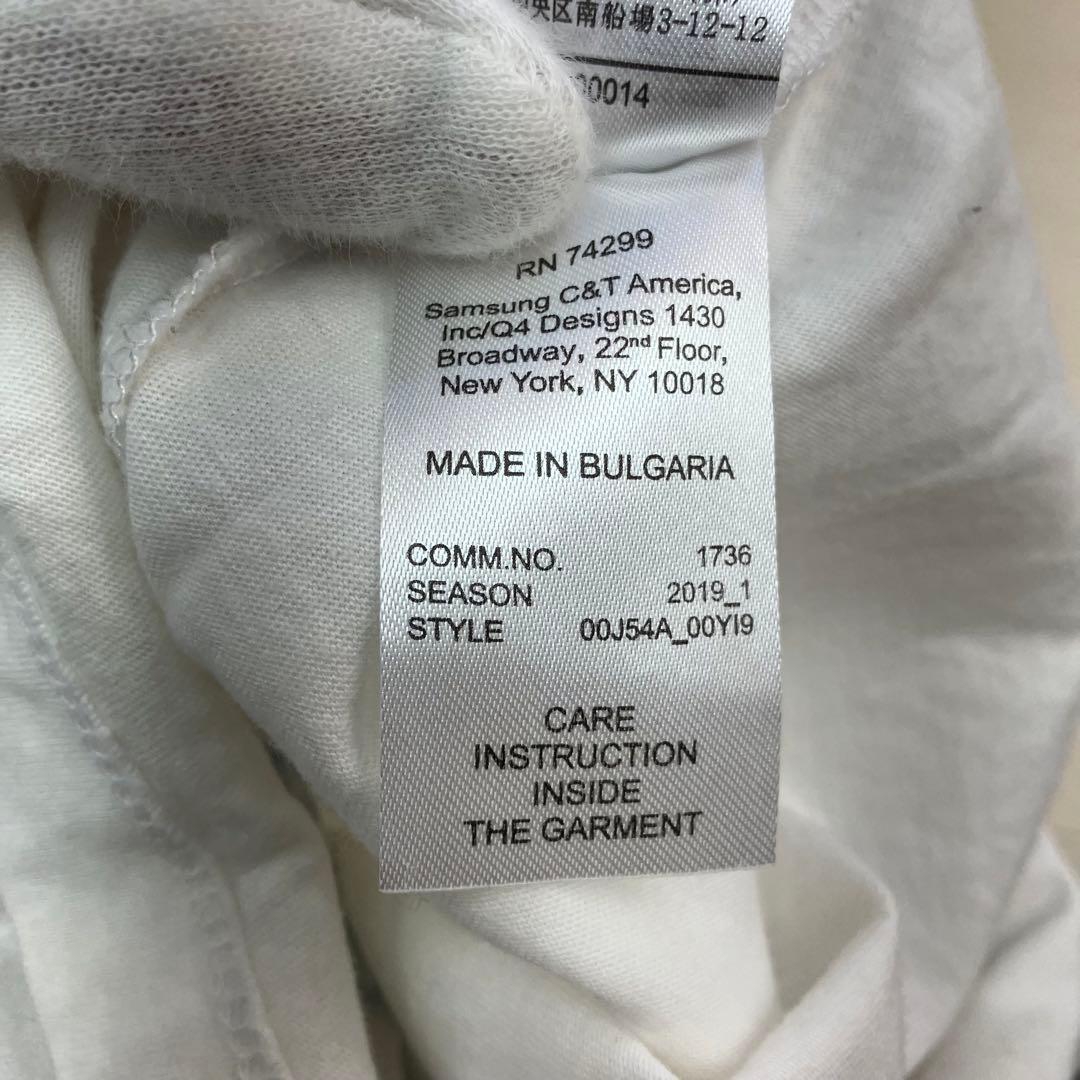 央区南船場3-12-12
00014
RN 74299
Samsung C&T America,
Inc/Q4 Designs 1430
Broadway, 22nd Floor,
New York, NY 10018
MADE IN BULGARIA
COMM.NO. 1736
SEASON 2019_1
STYLE 00J54A_00YI9
CARE
INSTRUCTION
INSIDE
THE GARMENT